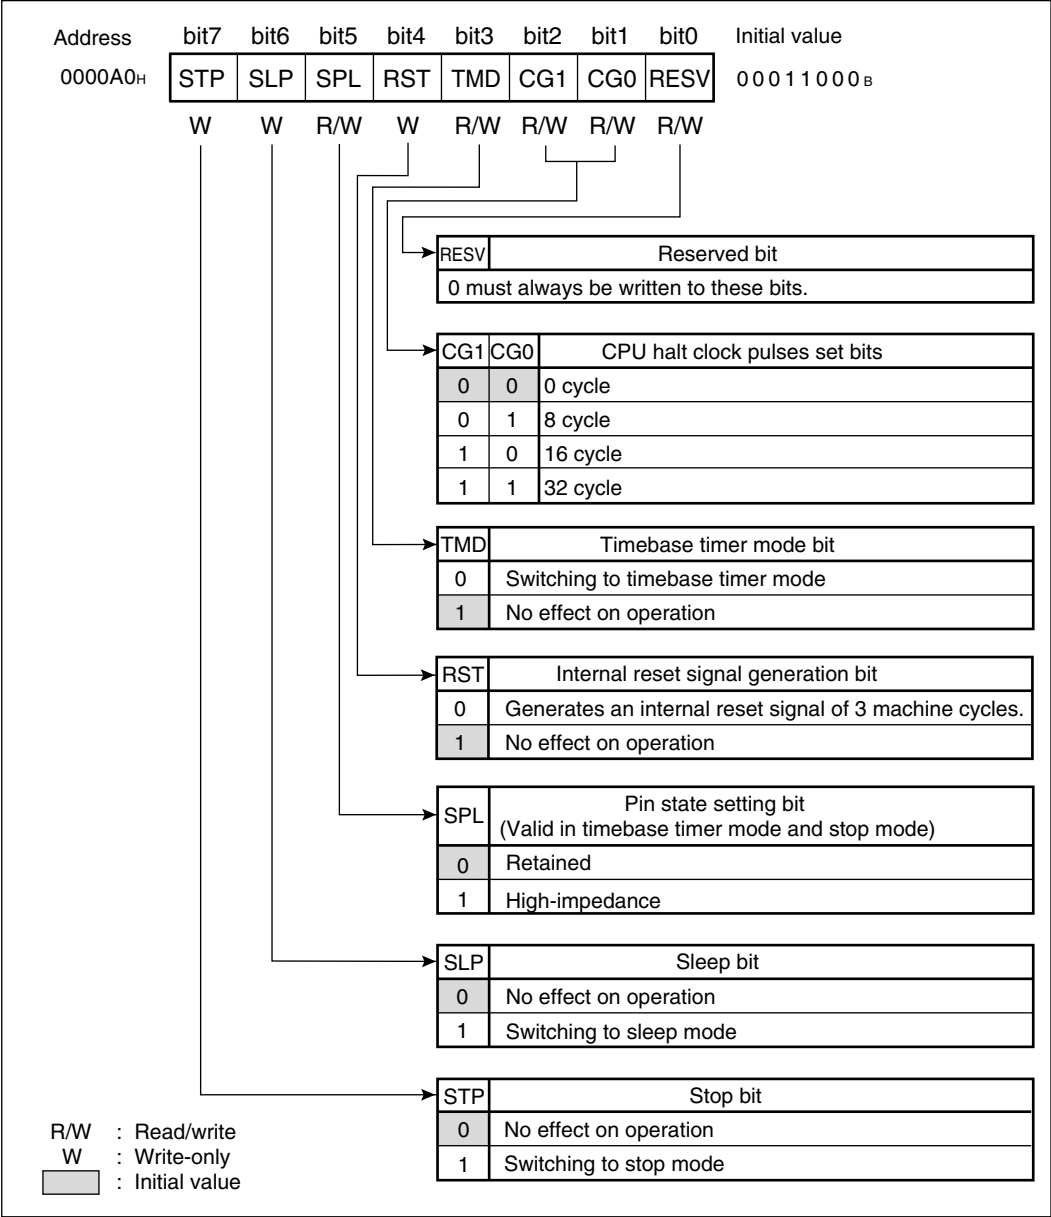 Address bit7 bit6 bit5 bit4 bit3 bit2 bit1 bit0 Initial value
0000A0H STP SLP SPL RST TMD CG1 CG0 RESV 00011000B
W W R/W W R/W R/W R/W R/W
RESV Reserved bit
0 must always be written to these bits.
CG1 CG0 CPU halt clock pulses set bits
0 0 0 cycle
0 1 8 cycle
1 0 16 cycle
1 1 32 cycle
TMD Timebase timer mode bit
0 Switching to timebase timer mode
1 No effect on operation
RST Internal reset signal generation bit
0 Generates an internal reset signal of 3 machine cycles.
1 No effect on operation
SPL Pin state setting bit
(Valid in timebase timer mode and stop mode)
0 Retained
1 High-impedance
SLP Sleep bit
0 No effect on operation
1 Switching to sleep mode
STP Stop bit
0 No effect on operation
1 Switching to stop mode
R/W : Read/write
W : Write-only
: Initial value